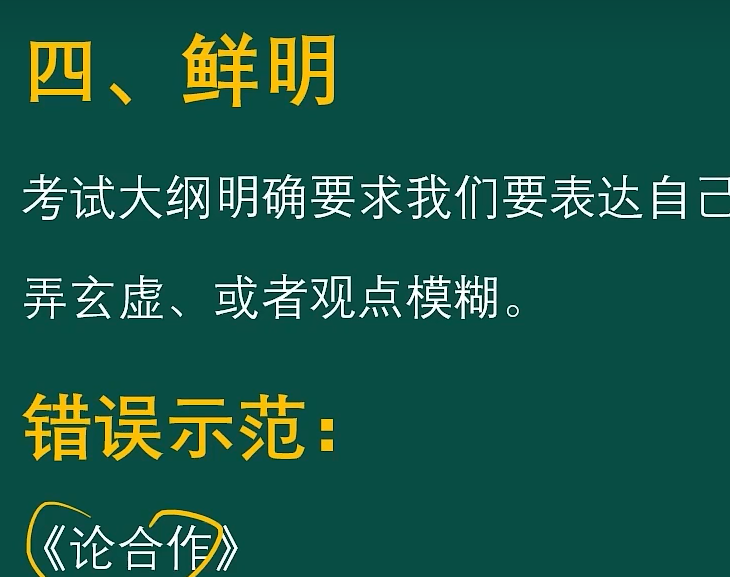 四、鲜明
考试大纲明确要求我们要表达自己
弄玄虚、或者观点模糊。
错误示范：
《论合作》